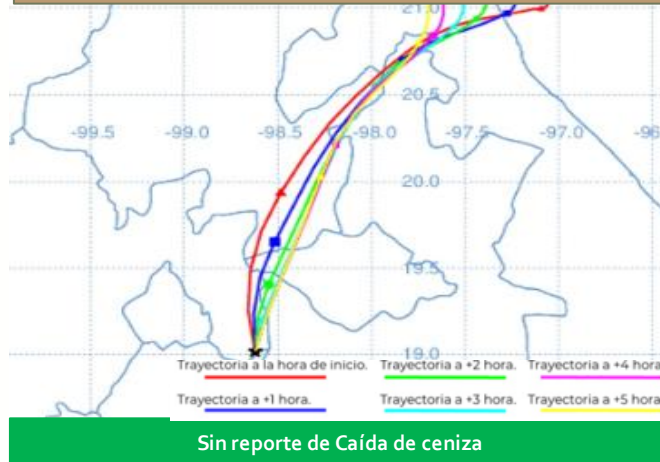 21.0
20.5
-99.5 -99.0 -98.5 -98.0 -97.5 -97.0
20.0
19.5
19.0
Trayectoria a la hora de inicio. Trayectoria a +2 hora. Trayectoria a +4 hora
Trayectoria a +1 hora. Trayectoria a +3 hora. Trayectoria a +5 hora
Sin reporte de Caída de ceniza